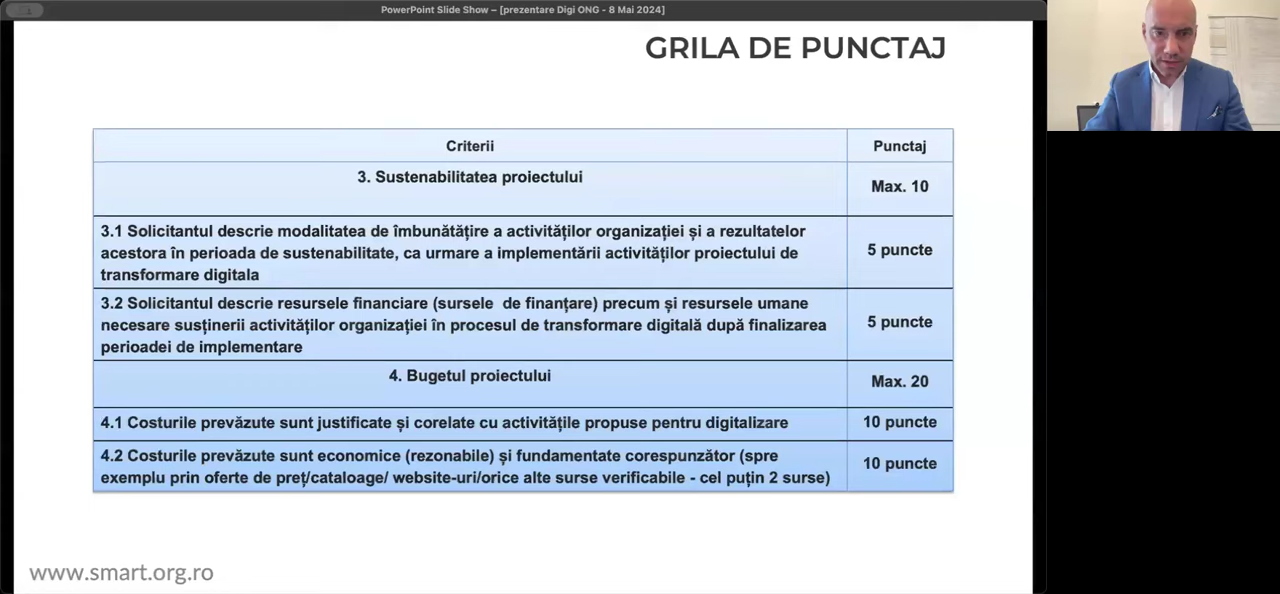 PowerPoint Slide Show – [prezentare Digi ONG - 8 Mai 2024]
GRILA DE PUNCTAJ
Criterii
Punctaj
3. Sustenabilitatea proiectului
Max. 10
3.1 Solicitantul descrie modalitatea de îmbunătățire a activităților organizației și a rezultatelor
acestora în perioada de sustenabilitate, ca urmare a implementării activităților proiectului de
transformare digitala
5 puncte
3.2 Solicitantul descrie resursele financiare (sursele de finanțare) precum și resursele umane
necesare susținerii activităților organizației în procesul de transformare digitală după finalizarea
perioadei de implementare
5 puncte
4. Bugetul proiectului
Max. 20
4.1 Costurile prevăzute sunt justificate și corelate cu activitățile propuse pentru digitalizare
10 puncte
4.2 Costurile prevăzute sunt economice (rezonabile) și fundamentate corespunzător (spre
exemplu prin oferte de preț/cataloage/ website-uri/orice alte surse verificabile - cel puțin 2 surse)
10 puncte
www.smart.org.ro